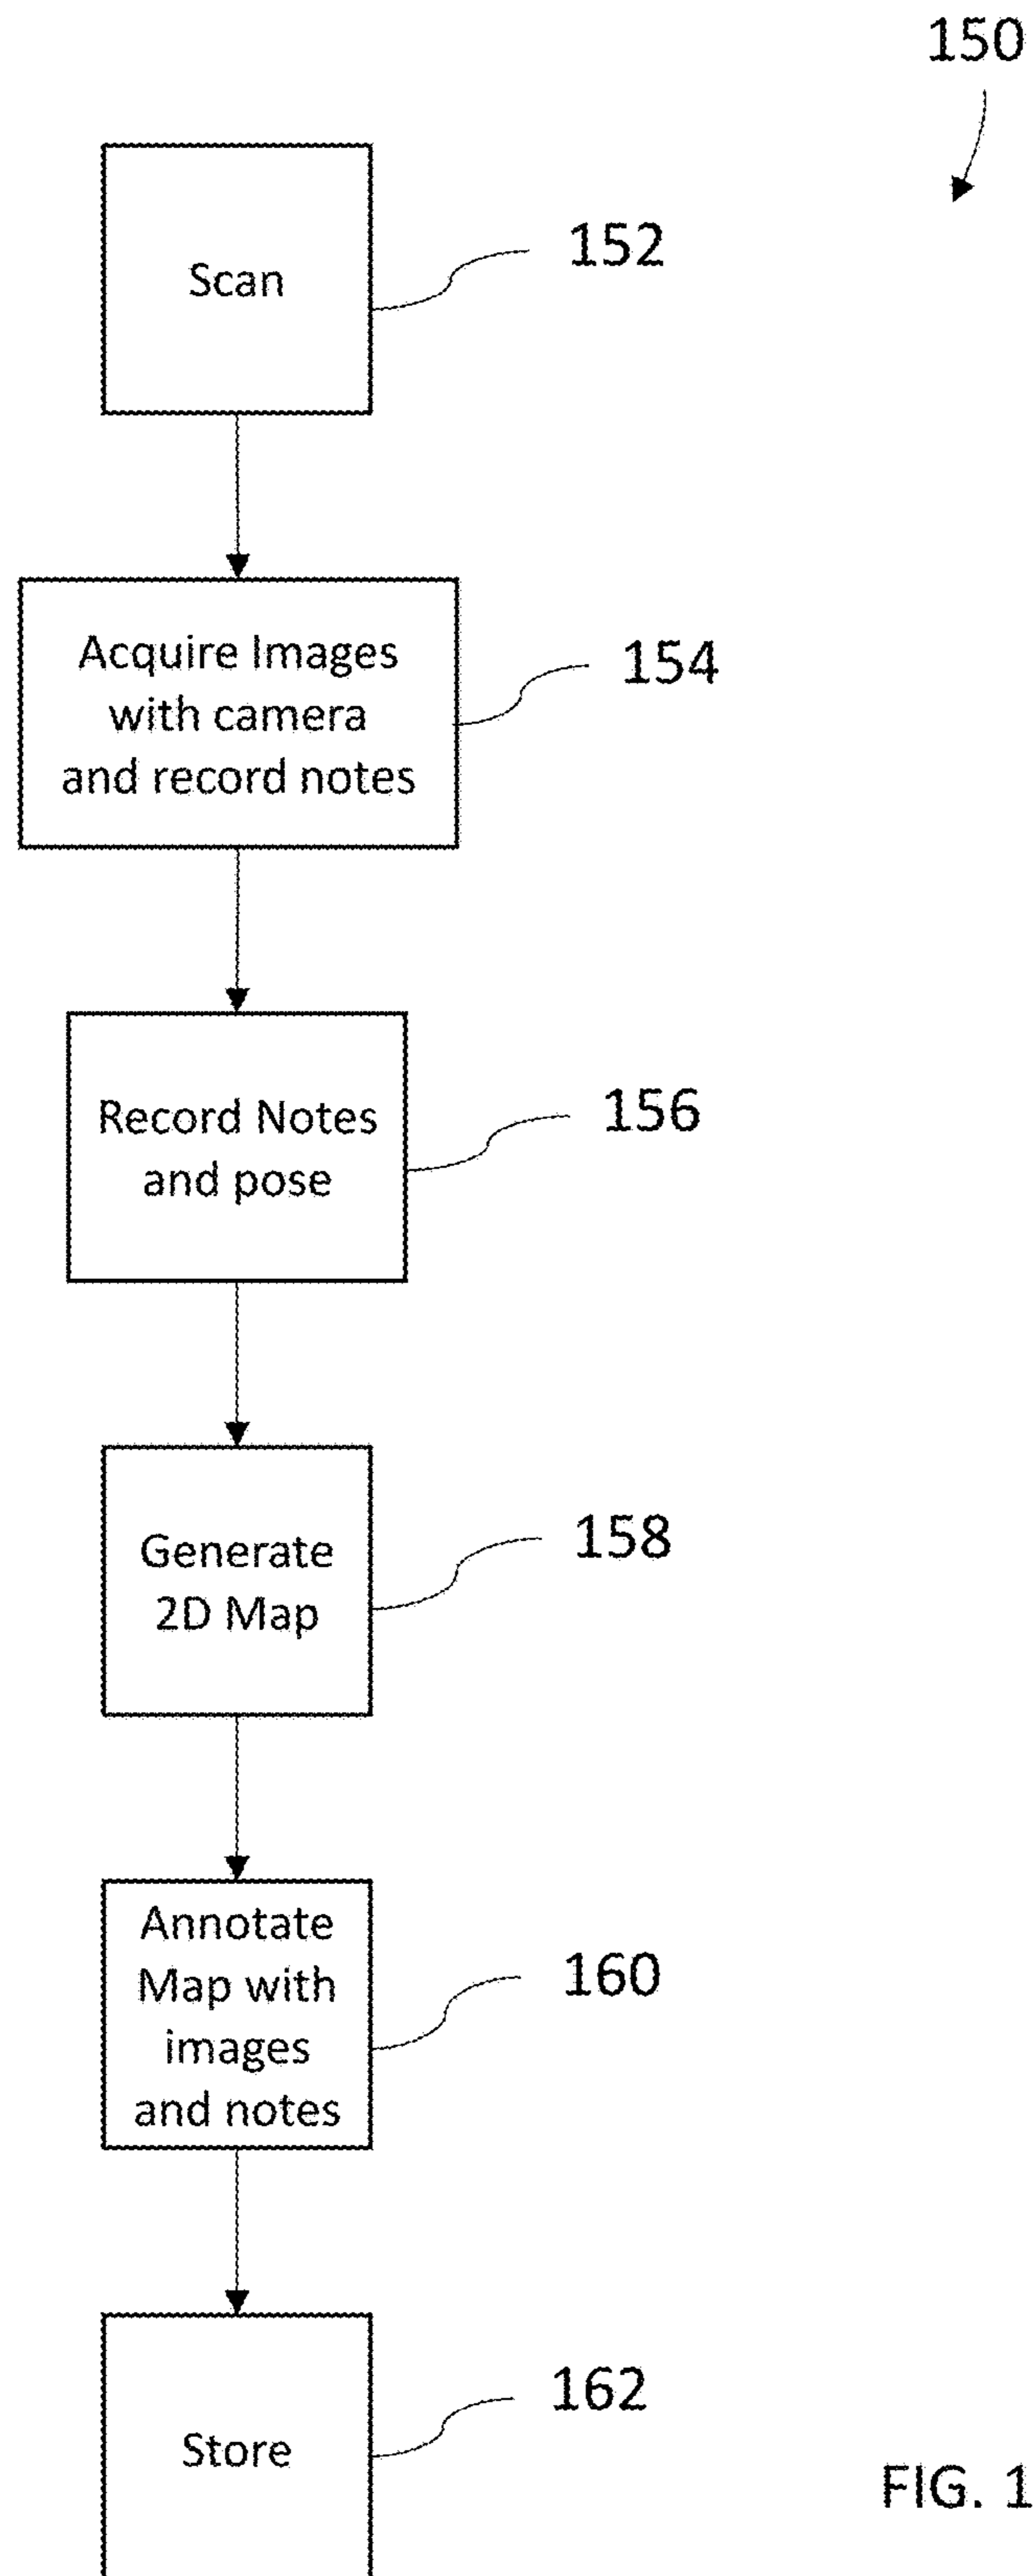 150
Scan
152
Acquire Images
with camera
and record notes
154
Record Notes
and pose
156
Generate
2D Map
158
Annotate
Map with
images
and notes
160
Store
162
FIG. 1